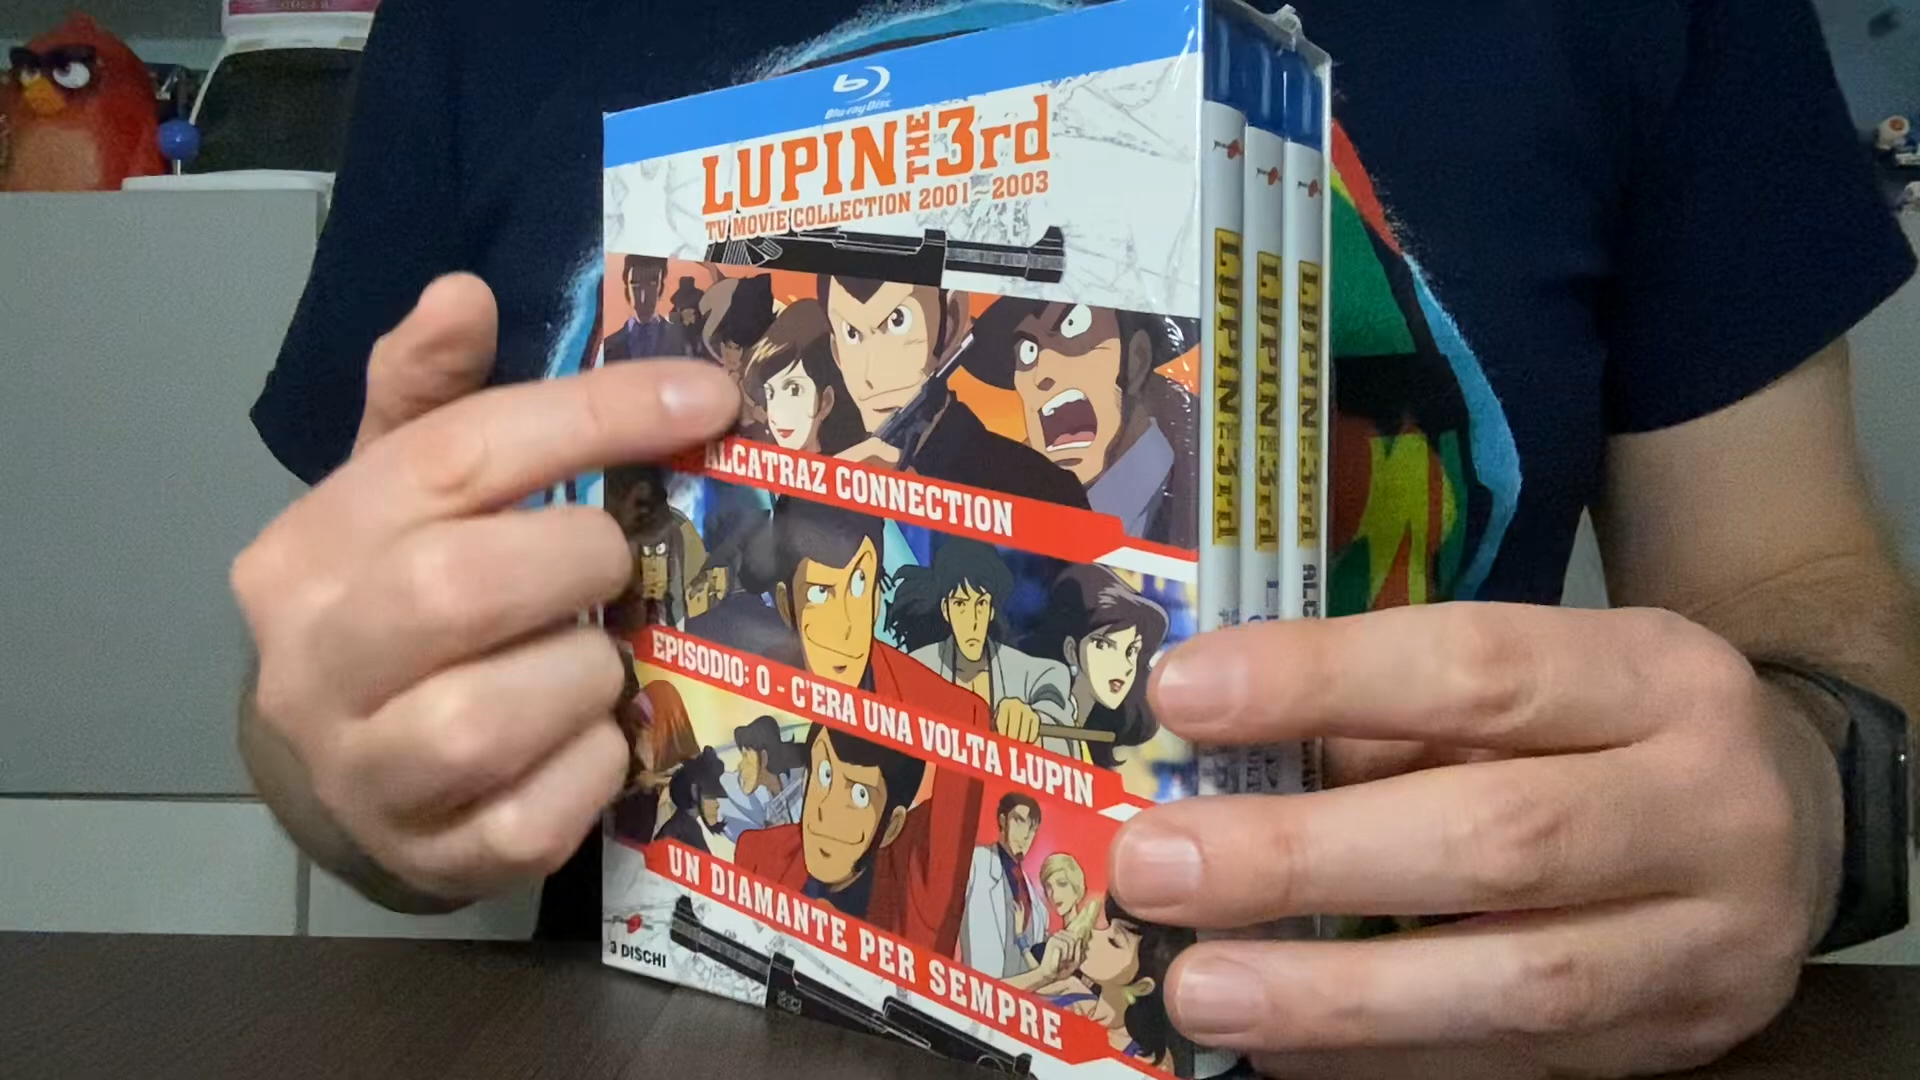 Blu-ray Disc
LUPIN THE 3rd
TV MOVIE COLLECTION 2001~2003
ALCATRAZ CONNECTION
EPISODIO: 0 - C'ERA UNA VOLTA LUPIN
UN DIAMANTE PER SEMPRE
3 DISCHI
LUPIN THE 3rd
LUPIN THE 3rd
LUPIN THE 3rd
ALC